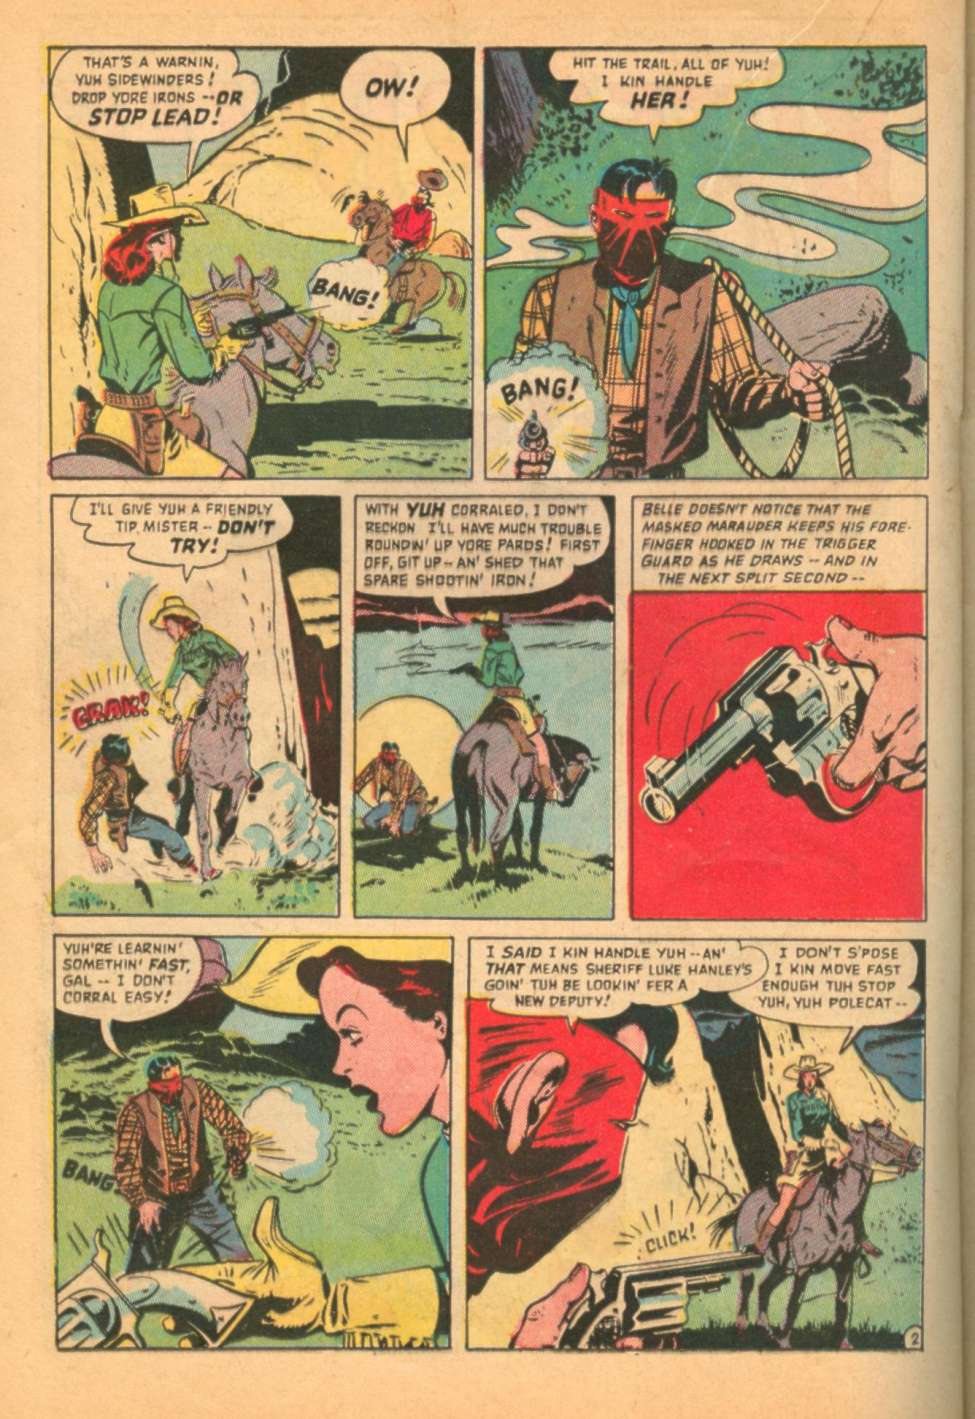 THAT'S A WARNIN,
YUH SIDEWINDERS!
DROP YORE IRONS --OR
STOP LEAD!
OW!
BANG!
HIT THE TRAIL, ALL OF YUH!
I KIN HANDLE
HER!
BANG!
I'LL GIVE YUH A FRIENDLY
TIP, MISTER -- DON'T
TRY!
CRAK!
WITH YUH CORRALED, I DON'T
RECKON I'LL HAVE MUCH TROUBLE
ROUNDIN' UP YORE PARDS! FIRST
OFF, GIT UP -- AN' SHED THAT
SPARE SHOOTIN' IRON!
BELLE DOESN'T NOTICE THAT THE
MASKED MARAUDER KEEPS HIS FORE-
FINGER HOOKED IN THE TRIGGER
GUARD AS HE DRAWS -- AND IN
THE NEXT SPLIT SECOND --
YUH'RE LEARNIN'
SOMETHIN' FAST,
GAL -- I DON'T
CORRAL EASY!
BANG
I SAID I KIN HANDLE YUH -- AN'
THAT MEANS SHERIFF LUKE HANLEY'S
GOIN' TUH BE LOOKIN' FER A
NEW DEPUTY!
I DON'T S'POSE
I KIN MOVE FAST
ENOUGH TUH STOP
YUH, YUH POLECAT --
CLICK!
2